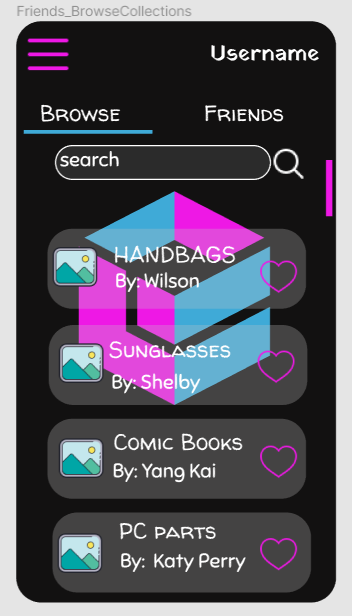 Friends_BrowseCollections
Username
Browse Friends
search
HANDBAGS
By: Wilson
Sunglasses
By: Shelby
Comic Books
By: Yang Kai
PC parts
By: Katy Perry